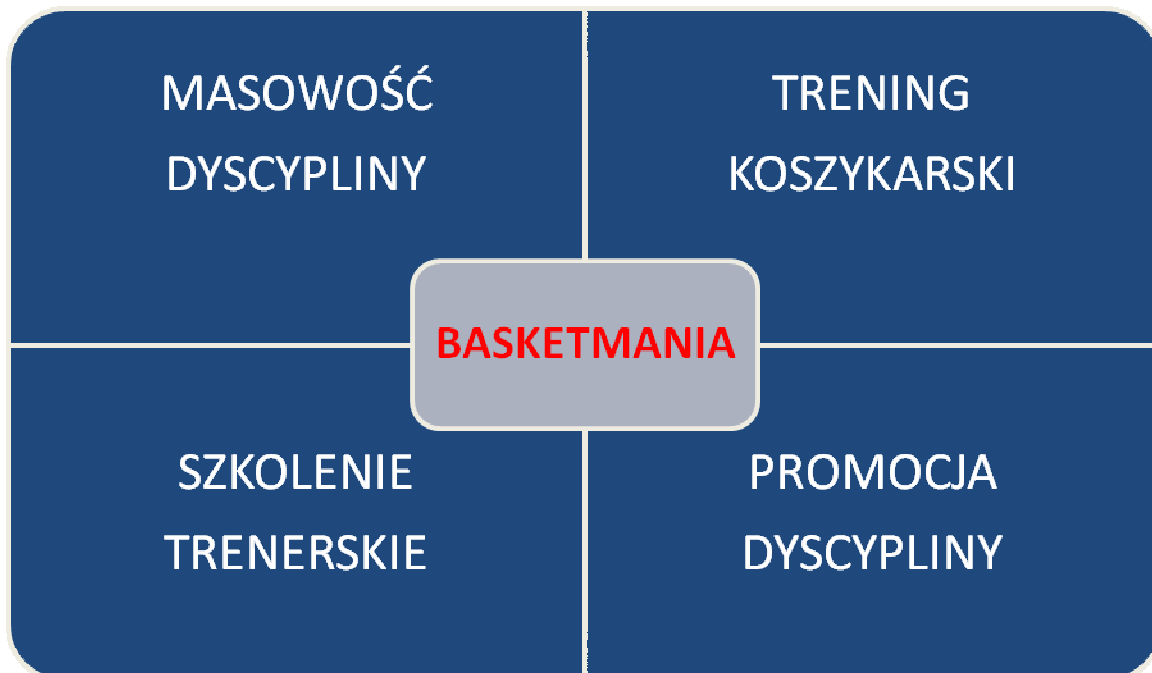 MASOWOŚĆ
DYSCYPLINY
TRENING
KOSZYKARSKI
BASKETMANIA
SZKOLENIE
TRENERSKIE
PROMOCJA
DYSCYPLINY